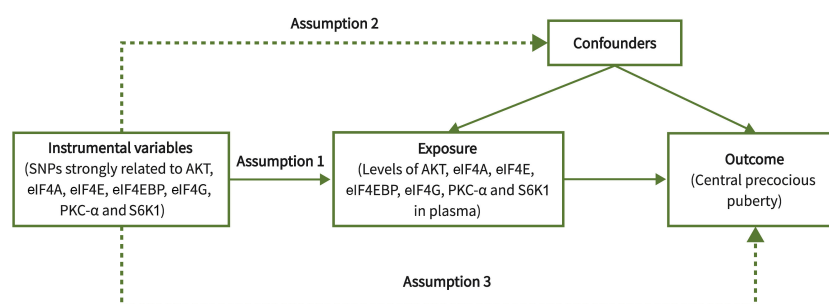 Assumption 2
Confounders
Instrumental variables
(SNPs strongly related to AKT,
eIF4A, eIF4E, eIF4EBP, eIF4G,
PKC-α and S6K1)
Assumption 1
Exposure
(Levels of AKT, eIF4A, eIF4E,
eIF4EBP, eIF4G, PKC-α and S6K1
in plasma)
Outcome
(Central precocious
puberty)
Assumption 3